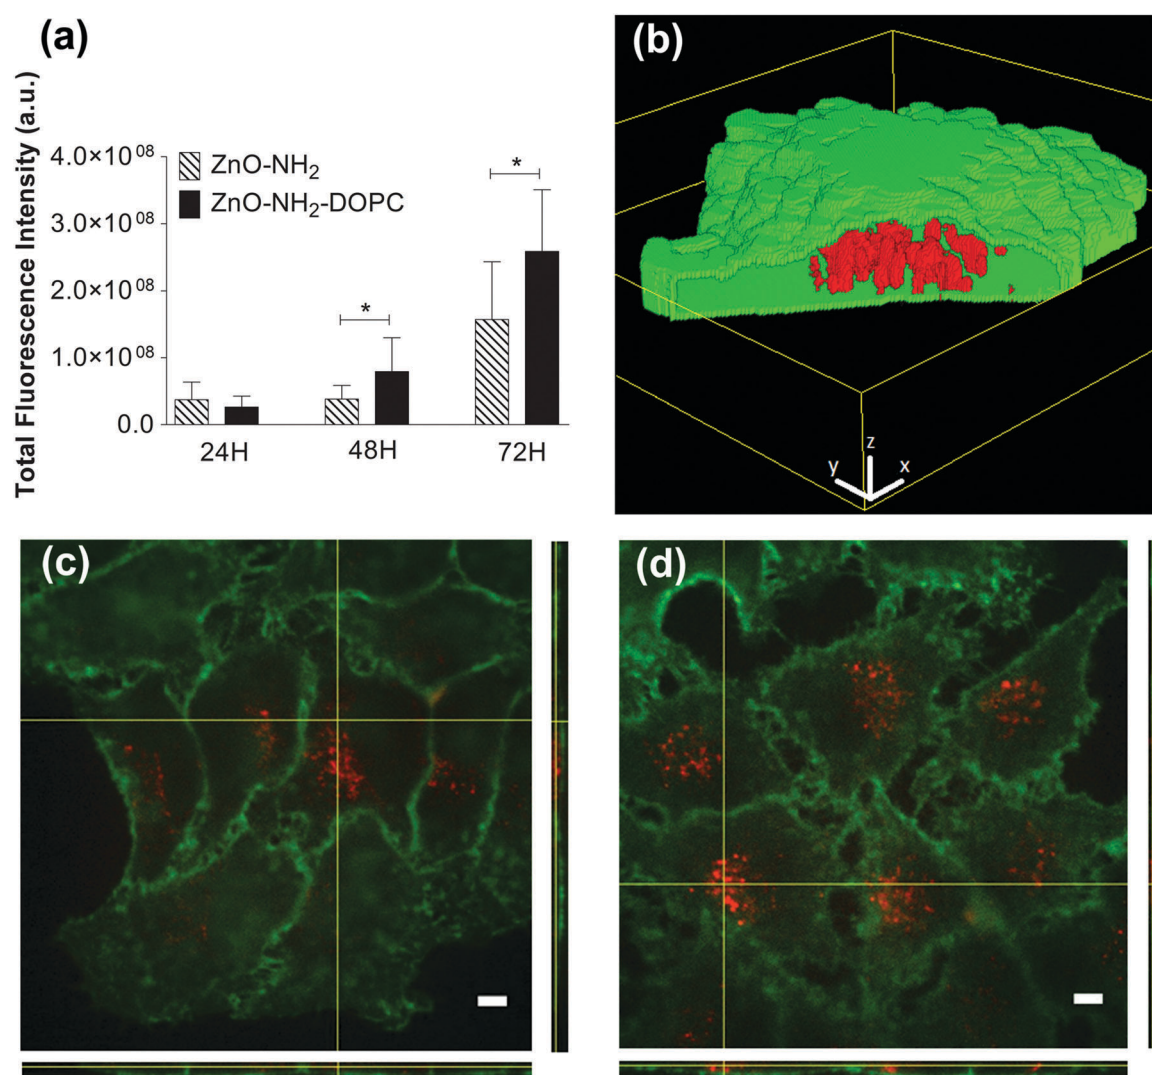 (a)
Total Fluorescence Intensity (a.u.)
4.0×10⁰⁸
3.0×10⁰⁸
2.0×10⁰⁸
1.0×10⁰⁸
0.0
ZnO-NH₂
ZnO-NH₂-DOPC
*
*
24H
48H
72H
(b)
z
y
x
(c)
(d)